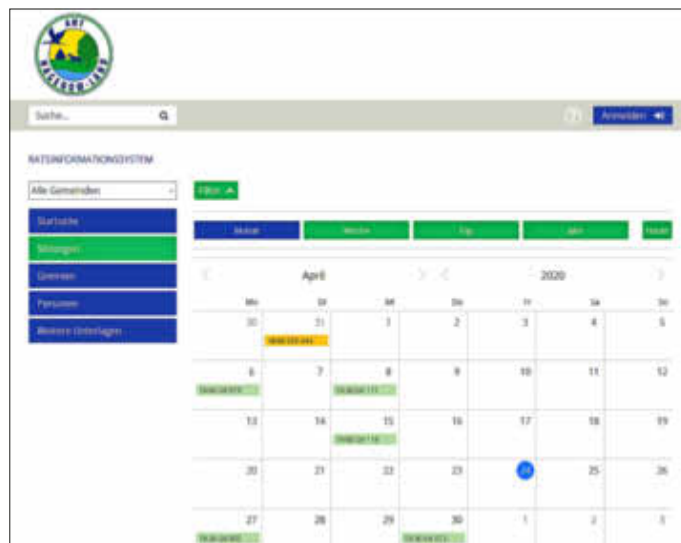 AMT
HAGENOW-LAND
Suche...
Anmelden
RATSINFORMATIONSSYSTEM
Alle Gemeinden
Filter
Startseite
Sitzungen
Gremien
Personen
Weitere Unterlagen
Monat Woche Tag Jahr Heute
April 2020
Mo Di Mi Do Fr Sa So
30 31 1 2 3 4 5
6 7 8 9 10 11 12
13 14 15 16 17 18 19
20 21 22 23 24 25 26
27 28 29 30 1 2 3